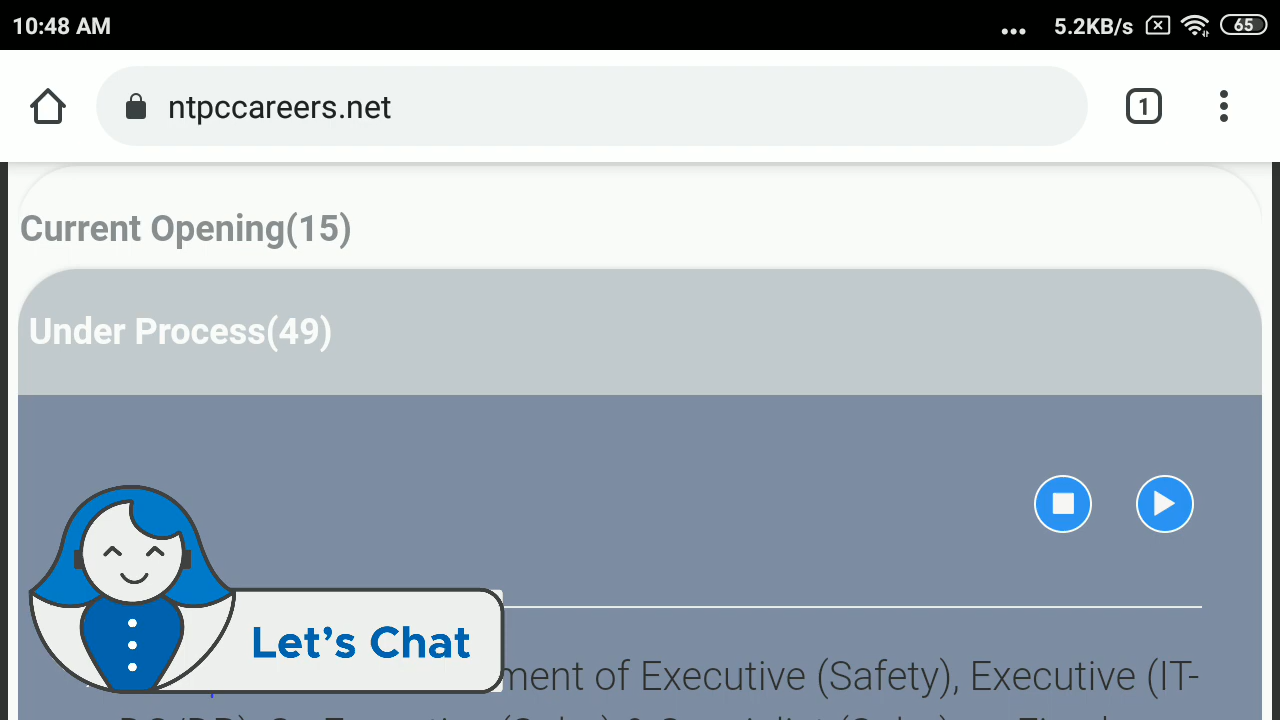 10:48 AM
... 5.2KB/s 65
ntpccareers.net 1
Current Opening(15)
Under Process(49)
Let's Chat
ment of Executive (Safety), Executive (IT-